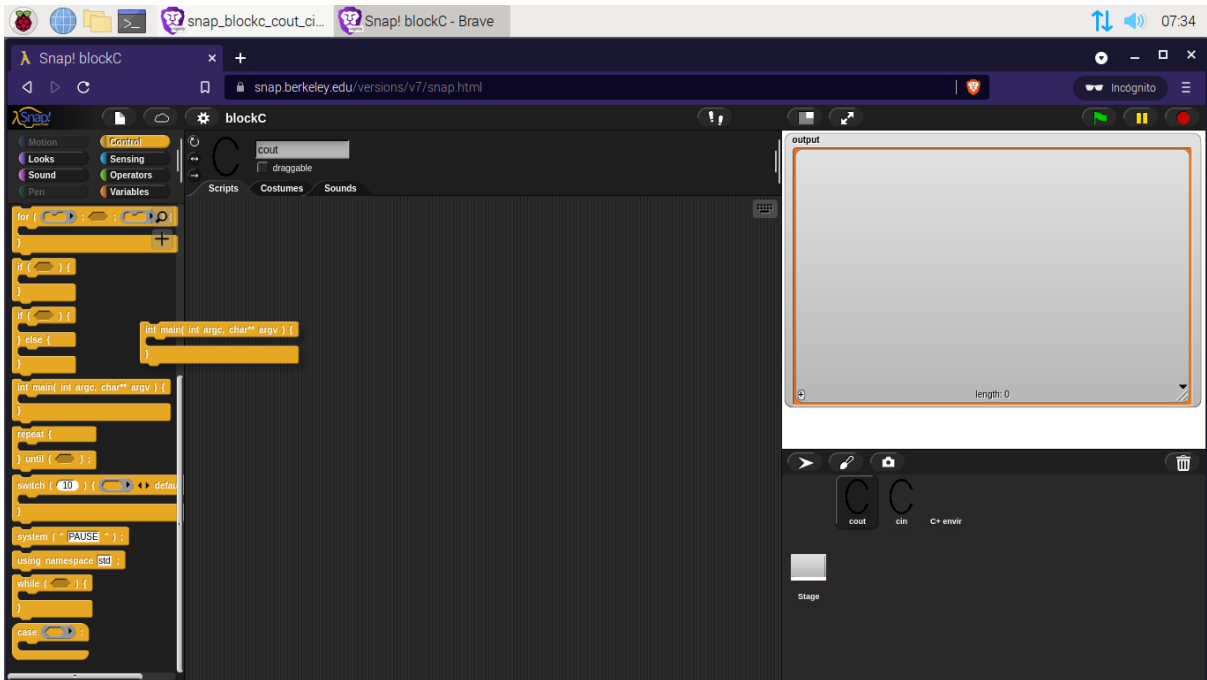 snap_blockc_cout_ci...
Snap! blockC - Brave
07:34
Snap! blockC
snap.berkeley.edu/versions/v7/snap.html
Incógnito
Snap!
blockC
Motion
Control
Looks
Sensing
Sound
Operators
Pen
Variables
cout
draggable
Scripts
Costumes
Sounds
for ( : : {
}
if ( ) {
}
if ( ) {
} else {
}
int main( int argc, char** argv ) {
}
repeat {
} until ( ) ;
switch ( 10 ) { defau
}
system ( " PAUSE " ) ;
using namespace std ;
while ( ) {
}
case :
int main( int argc, char** argv ) {
}
output
length: 0
cout
cin
C+ envir
Stage